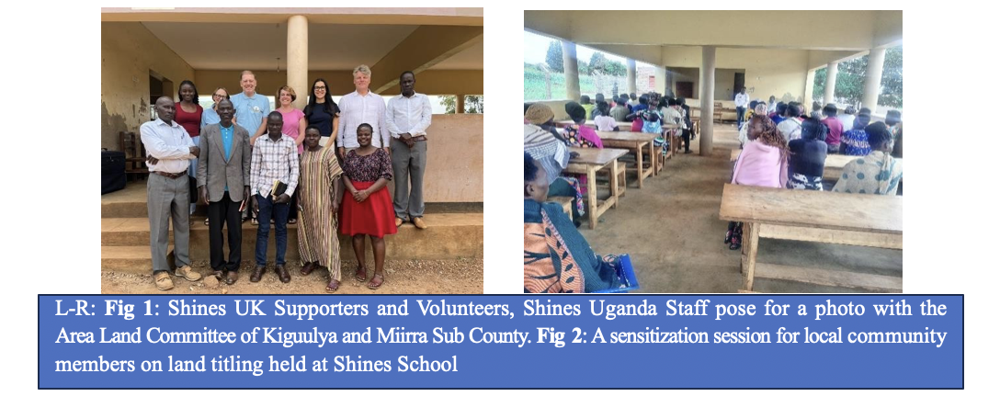 L-R: Fig 1: Shines UK Supporters and Volunteers, Shines Uganda Staff pose for a photo with the
Area Land Committee of Kiguulya and Miirra Sub County. Fig 2: A sensitization session for local community
members on land titling held at Shines School